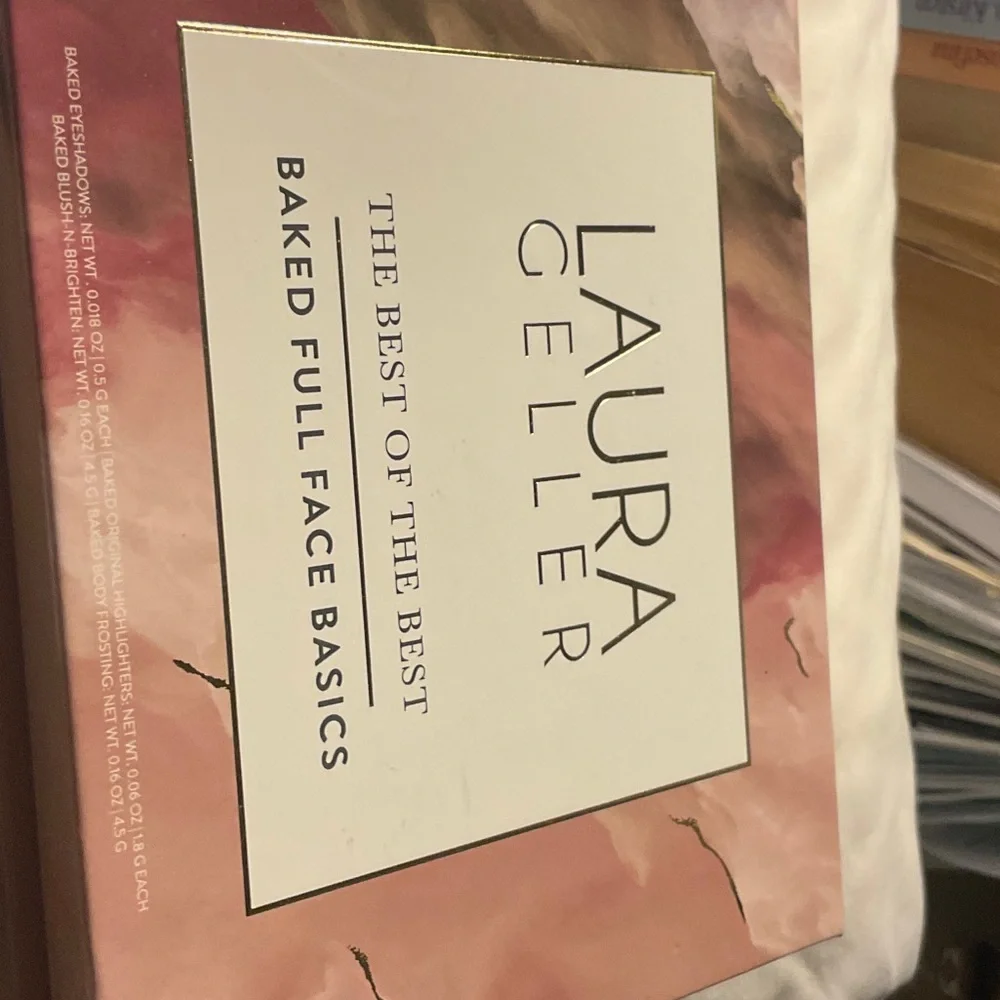 LAURA
GELLER
THE BEST OF THE BEST
BAKED FULL FACE BASICS
BAKED EYESHADOWS: NET WT. 0.018 OZ | 0.5 G EACH | BAKED ORIGINAL HIGHLIGHTERS: NET WT. 0.06 OZ | 1.8 G EACH
BAKED BLUSH-N-BRIGHTEN: NET WT. 0.16 OZ | 4.5 G | BAKED BODY FROSTING: NET WT. 0.16 OZ | 4.5 G